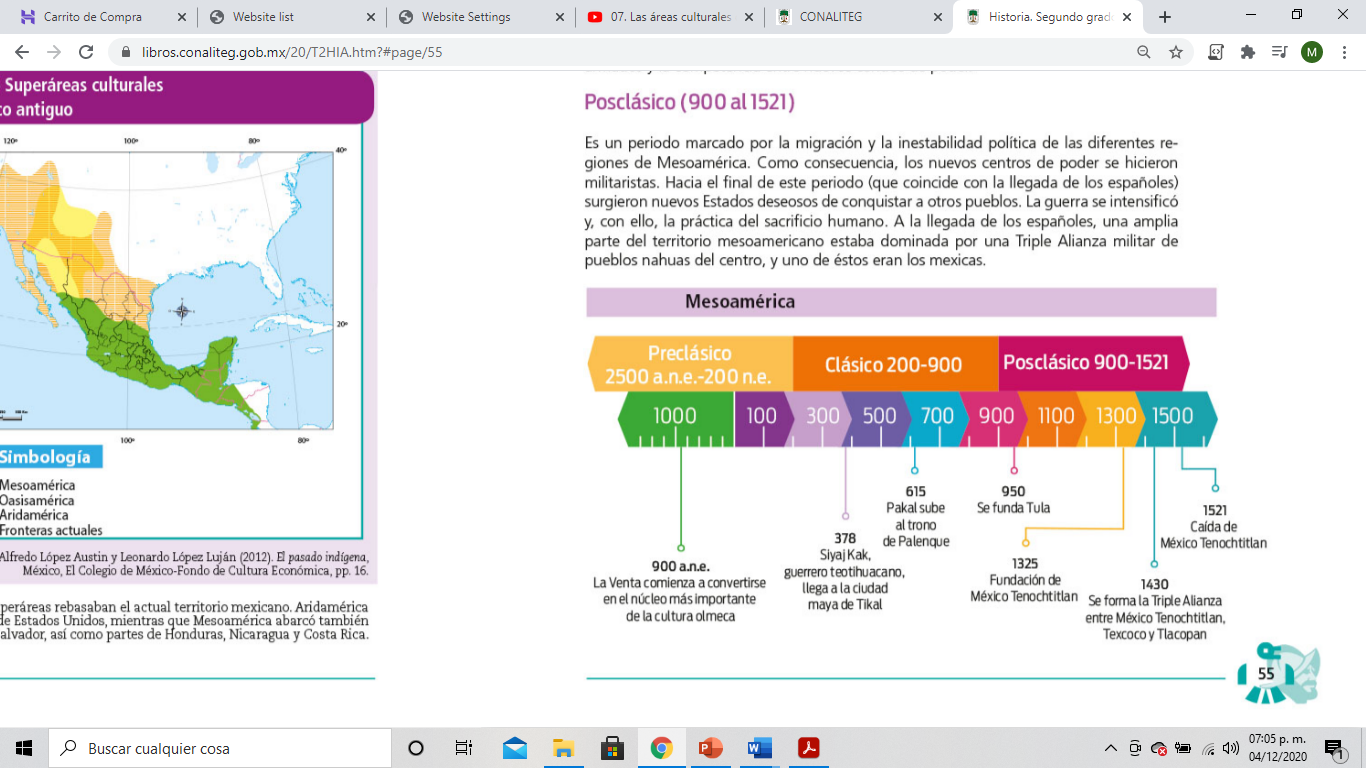 Carrito de Compra
Website list
Website Settings
07. Las áreas culturales
CONALITEG
Historia. Segundo grad
libros.conaliteg.gob.mx/20/T2HIA.htm?#page/55
M
Superáreas culturales
co antiguo
120º
100º
80º
40º
20º
100º
80º
Simbología
Mesoamérica
Oasisamérica
Aridamérica
Fronteras actuales
Alfredo López Austin y Leonardo López Luján (2012). El pasado indígena,
México, El Colegio de México-Fondo de Cultura Económica, pp. 16.
peráreas rebasaban el actual territorio mexicano. Aridamérica
de Estados Unidos, mientras que Mesoamérica abarcó también
alvador, así como partes de Honduras, Nicaragua y Costa Rica.
Posclásico (900 al 1521)
Es un periodo marcado por la migración y la inestabilidad política de las diferentes re-
giones de Mesoamérica. Como consecuencia, los nuevos centros de poder se hicieron
militaristas. Hacia el final de este periodo (que coincide con la llegada de los españoles)
surgieron nuevos Estados deseosos de conquistar a otros pueblos. La guerra se intensificó
y, con ello, la práctica del sacrificio humano. A la llegada de los españoles, una amplia
parte del territorio mesoamericano estaba dominada por una Triple Alianza militar de
pueblos nahuas del centro, y uno de éstos eran los mexicas.
Mesoamérica
Preclásico
2500 a.n.e.-200 n.e.
Clásico 200-900
Posclásico 900-1521
1000 100 300 500 700 900 1100 1300 1500
900 a.n.e.
La Venta comienza a convertirse
en el núcleo más importante
de la cultura olmeca
378
Siyaj Kak,
guerrero teotihuacano,
llega a la ciudad
maya de Tikal
615
Pakal sube
al trono
de Palenque
950
Se funda Tula
1325
Fundación de
México Tenochtitlan
1430
Se forma la Triple Alianza
entre México Tenochtitlan,
Texcoco y Tlacopan
1521
Caída de
México Tenochtitlan
55
Buscar cualquier cosa
07:05 p. m.
04/12/2020
1